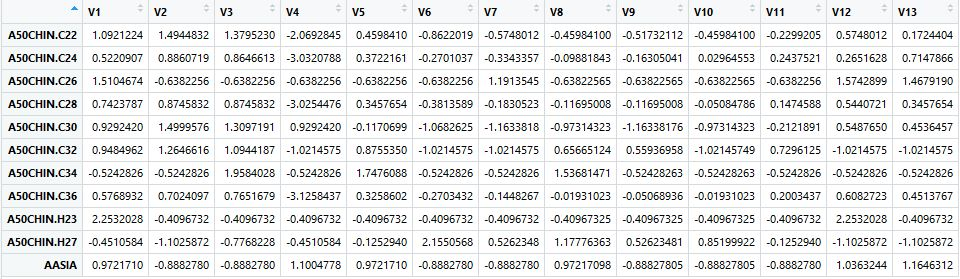 V1 V2 V3 V4 V5 V6 V7 V8 V9 V10 V11 V12 V13
A50CHIN.C22 1.0921224 1.4944832 1.3795230 -2.0692845 0.4598410 -0.8622019 -0.5748012 -0.45984100 -0.51732112 -0.45984100 -0.2299205 0.5748012 0.1724404
A50CHIN.C24 0.5220907 0.8860719 0.8646613 -3.0320788 0.3722161 -0.2701037 -0.3343357 -0.09881843 -0.16305041 0.02964553 0.2437521 0.2651628 0.7147866
A50CHIN.C26 1.5104674 -0.6382256 -0.6382256 -0.6382256 -0.6382256 -0.6382256 1.1913545 -0.63822565 -0.63822565 -0.63822565 -0.6382256 1.5742899 1.4679190
A50CHIN.C28 0.7423787 0.8745832 0.8745832 -3.0254476 0.3457654 -0.3813589 -0.1830523 -0.11695008 -0.11695008 -0.05084786 0.1474588 0.5440721 0.3457654
A50CHIN.C30 0.9292420 1.4999576 1.3097191 0.9292420 -0.1170699 -1.0682625 -1.1633818 -0.97314323 -1.16338176 -0.97314323 -0.2121891 0.5487650 0.4536457
A50CHIN.C32 0.9484962 1.2646616 1.0944187 -1.0214575 0.8755350 -1.0214575 -1.0214575 0.65665124 0.55936958 -1.02145749 0.7296125 -1.0214575 -1.0214575
A50CHIN.C34 -0.5242826 -0.5242826 1.9584028 -0.5242826 1.7476088 -0.5242826 -0.5242826 1.53681471 -0.52428263 -0.52428263 -0.5242826 -0.5242826 -0.5242826
A50CHIN.C36 0.5768932 0.7024097 0.7651679 -3.1258437 0.3258602 -0.2703432 -0.1448267 -0.01931023 -0.05068936 -0.01931023 0.2003437 0.6082723 0.4513767
A50CHIN.H23 2.2532028 -0.4096732 -0.4096732 -0.4096732 -0.4096732 -0.4096732 -0.4096732 -0.40967325 -0.40967325 -0.40967325 -0.4096732 2.2532028 -0.4096732
A50CHIN.H27 -0.4510584 -1.1025872 -0.7768228 -0.4510584 -0.1252940 2.1550568 0.5262348 1.17776363 0.52623481 0.85199922 -0.1252940 -1.1025872 -1.1025872
AASIA 0.9721710 -0.8882780 -0.8882780 1.1004778 0.9721710 -0.8882780 -0.8882780 0.97217098 -0.88827805 -0.88827805 -0.8882780 1.0363244 1.1646312